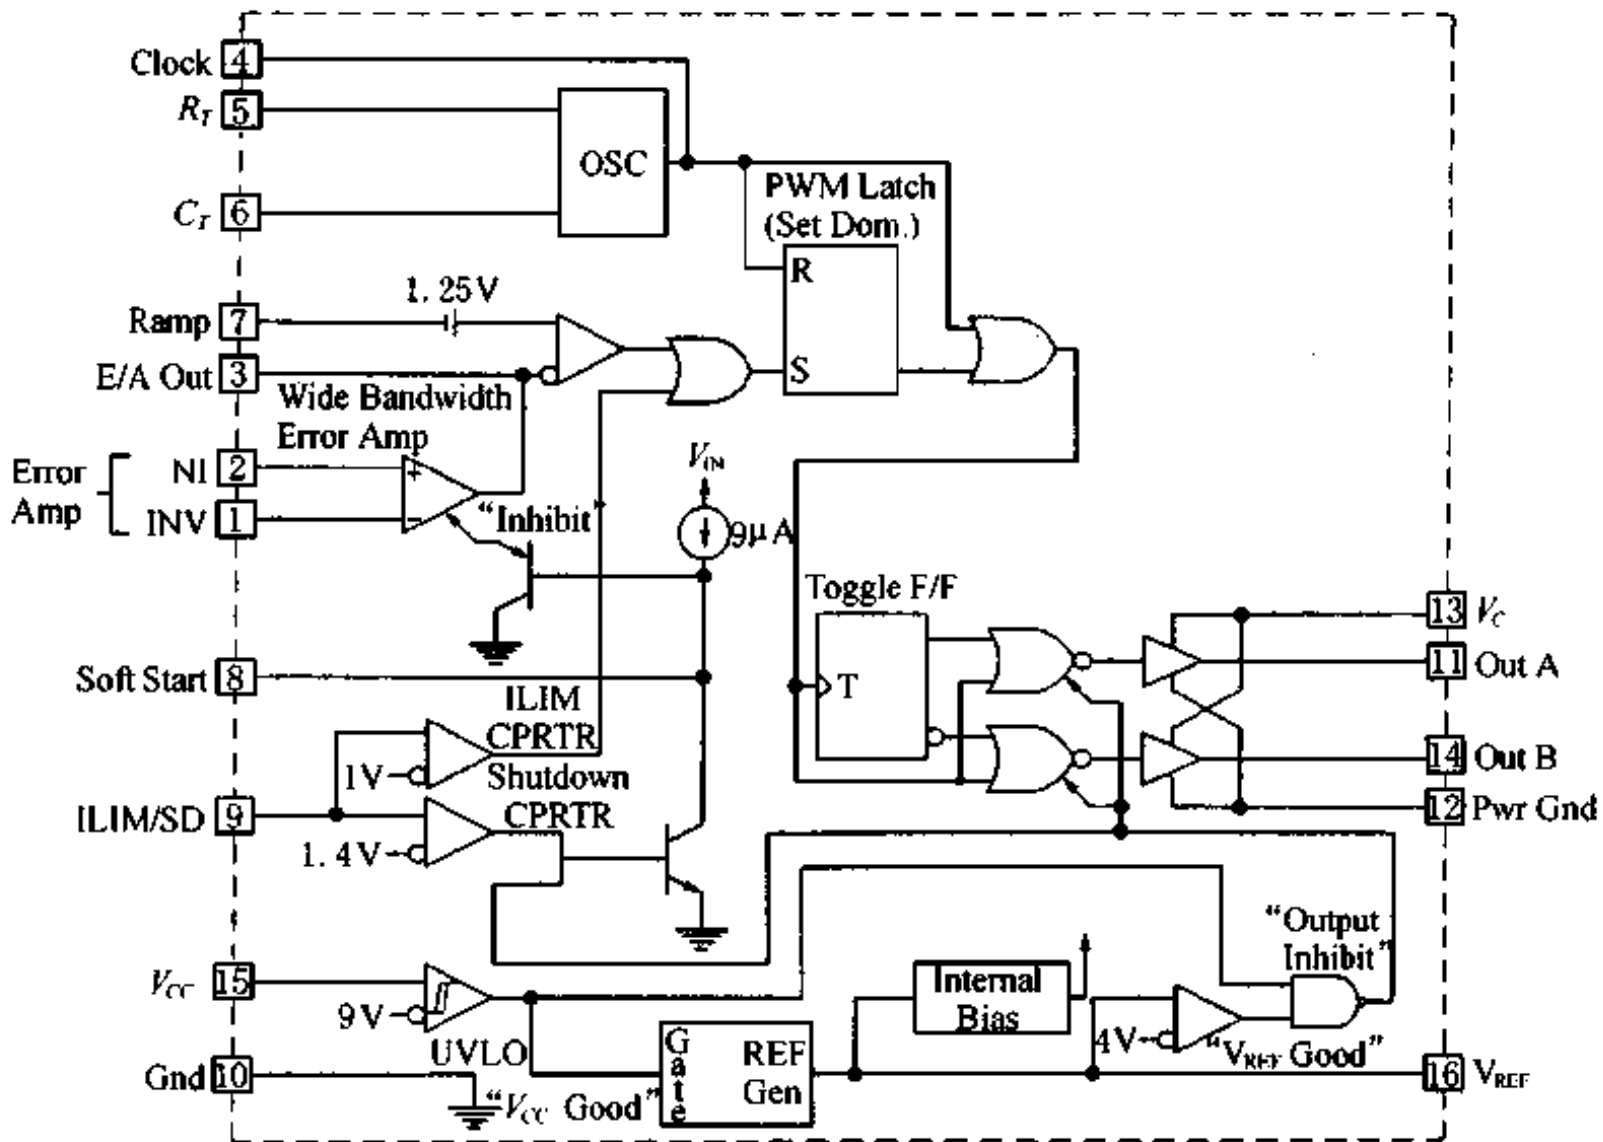 Clock 4
R_T 5
OSC
C_T 6
PWM Latch
(Set Dom.)
R
S
1.25V
Ramp 7
E/A Out 3
Wide Bandwidth
Error Amp
Error
Amp
NI 2
+
INV 1
−
"Inhibit"
V_IN
9μA
Toggle F/F
T
13 V_C
11 Out A
14 Out B
12 Pwr Gnd
Soft Start 8
ILIM
CPRTR
1V
Shutdown
CPRTR
ILIM/SD 9
1.4V
"Output
Inhibit"
V_CC 15
9V
UVLO
"V_CC Good"
Gnd 10
Gate
REF
Gen
Internal
Bias
4V
"V_REF Good"
16 V_REF